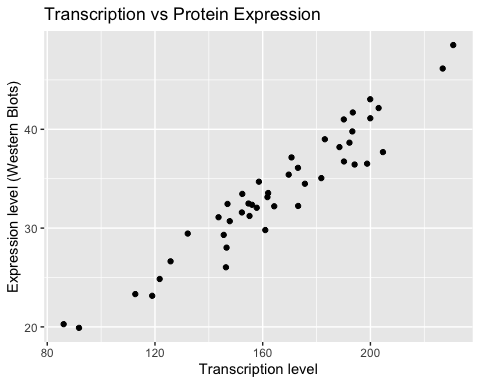 Transcription vs Protein Expression
Expression level (Western Blots)
40
30
20
80 120 160 200
Transcription level